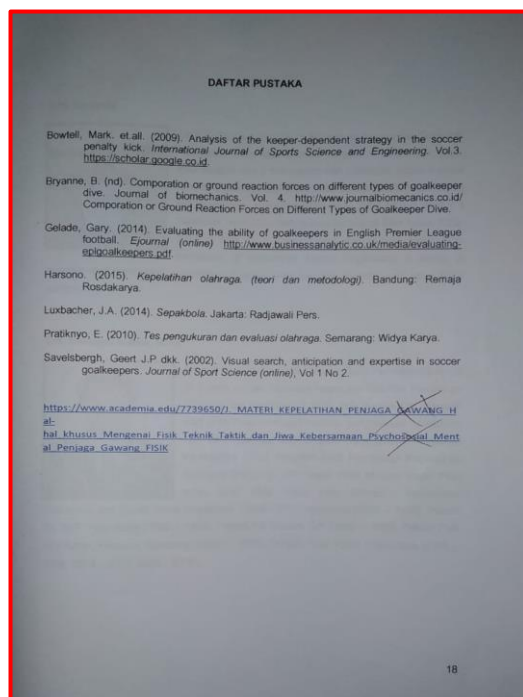 DAFTAR PUSTAKA
Bowtell, Mark. et.all. (2009). Analysis of the keeper-dependent strategy in the soccer
penalty kick. International Journal of Sports Science and Engineering. Vol.3.
https://scholar.google.co.id.
Bryanne, B. (nd). Comporation or ground reaction forces on different types of goalkeeper
dive. Journal of biomechanics. Vol. 4. http://www.journalbiomecanics.co.id/
Comporation or Ground Reaction Forces on Different Types of Goalkeeper Dive.
Gelade, Gary. (2014). Evaluating the ability of goalkeepers in English Premier League
football. Ejournal (online) http://www.businessanalytic.co.uk/media/evaluating-
eplgoalkeepers.pdf.
Harsono. (2015). Kepelatihan olahraga. (teori dan metodologi). Bandung: Remaja
Rosdakarya.
Luxbacher, J.A. (2014). Sepakbola. Jakarta: Radjawali Pers.
Pratiknyo, E. (2010). Tes pengukuran dan evaluasi olahraga. Semarang: Widya Karya.
Savelsbergh, Geert J.P dkk. (2002). Visual search, anticipation and expertise in soccer
goalkeepers. Journal of Sport Science (online), Vol 1 No 2.
https://www.academia.edu/7739650/J_MATERI_KEPELATIHAN_PENJAGA_GAWANG_H
al-
hal_khusus_Mengenai_Fisik_Teknik_Taktik_dan_Jiwa_Kebersamaan_Psychososial_Ment
al_Penjaga_Gawang_FISIK
18